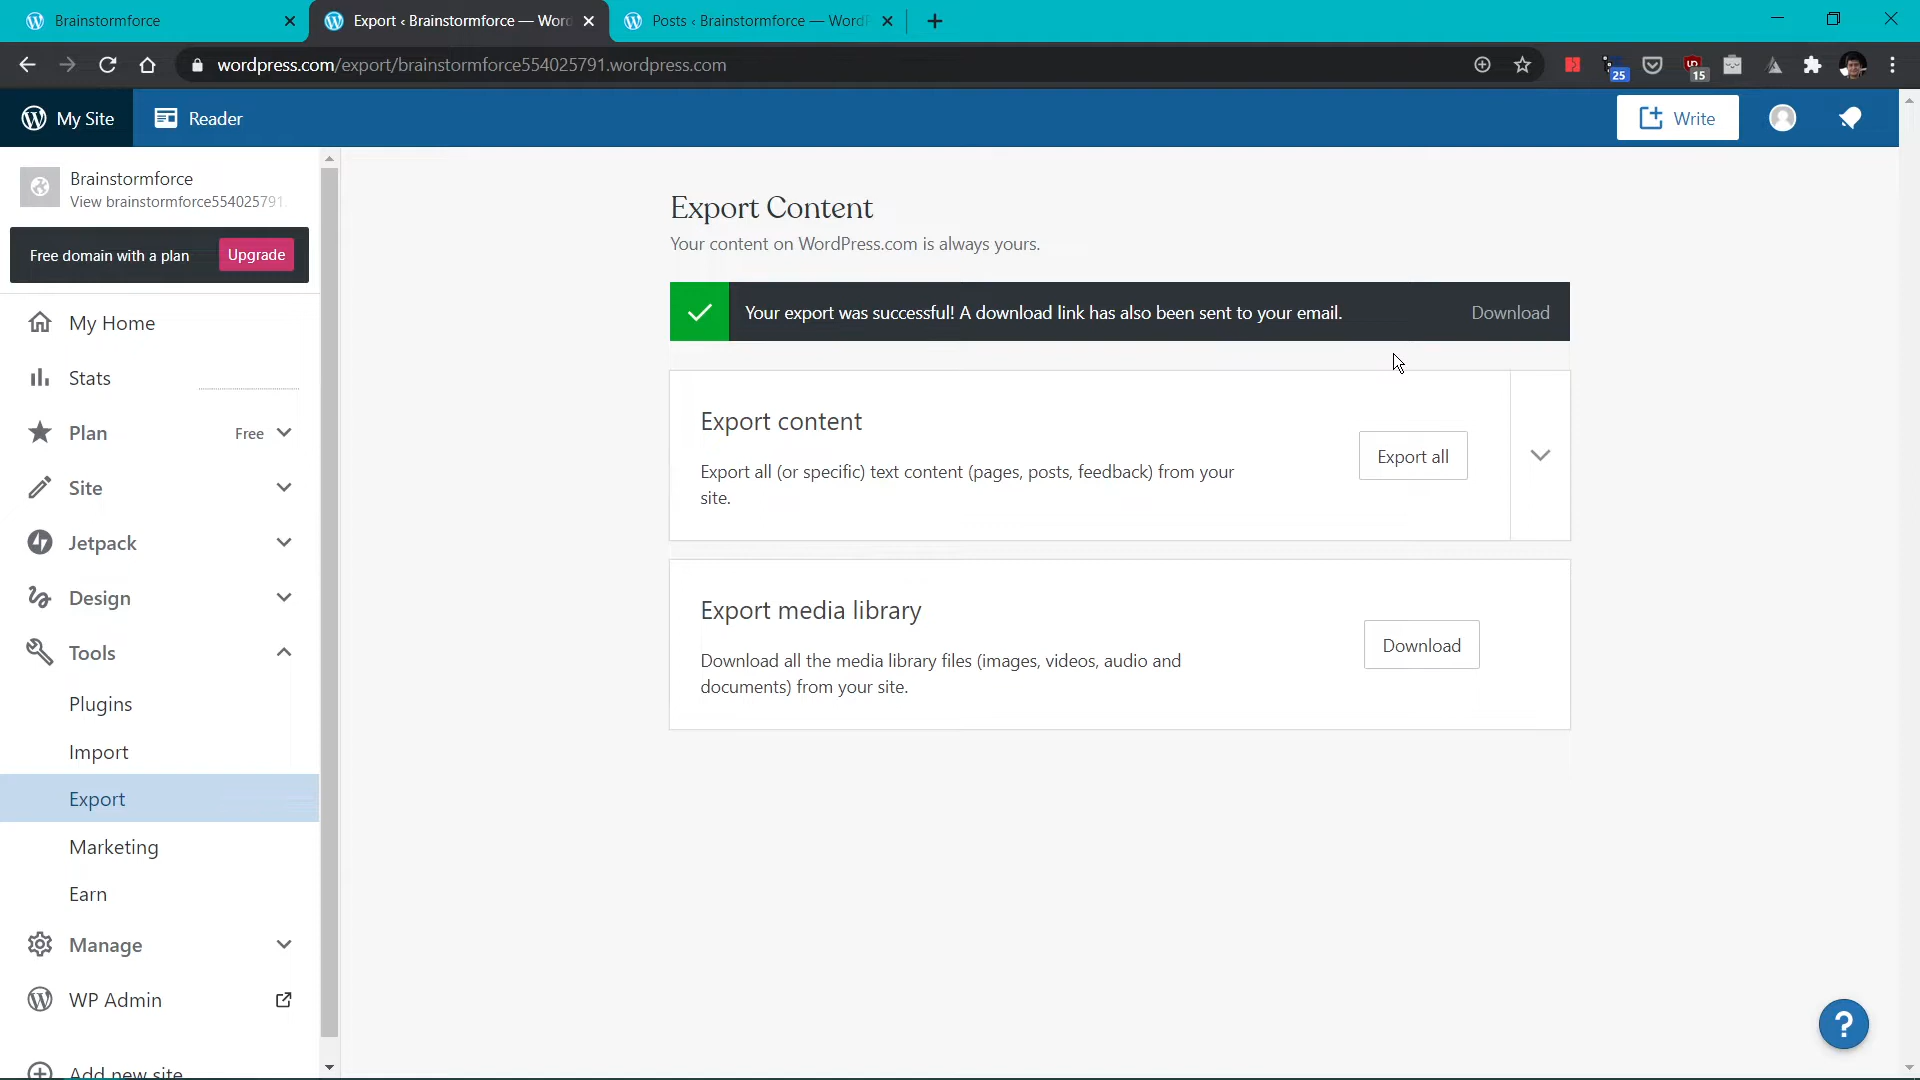 Brainstormforce
Export ‹ Brainstormforce — Word
Posts ‹ Brainstormforce — WordP
wordpress.com/export/brainstormforce554025791.wordpress.com
25
15
My Site
Reader
Write
Brainstormforce
View brainstormforce554025791.
Free domain with a plan
Upgrade
My Home
Stats
Plan
Free
Site
Jetpack
Design
Tools
Plugins
Import
Export
Marketing
Earn
Manage
WP Admin
Add new site
Export Content
Your content on WordPress.com is always yours.
Your export was successful! A download link has also been sent to your email.
Download
Export content
Export all (or specific) text content (pages, posts, feedback) from your
site.
Export all
Export media library
Download all the media library files (images, videos, audio and
documents) from your site.
Download
?